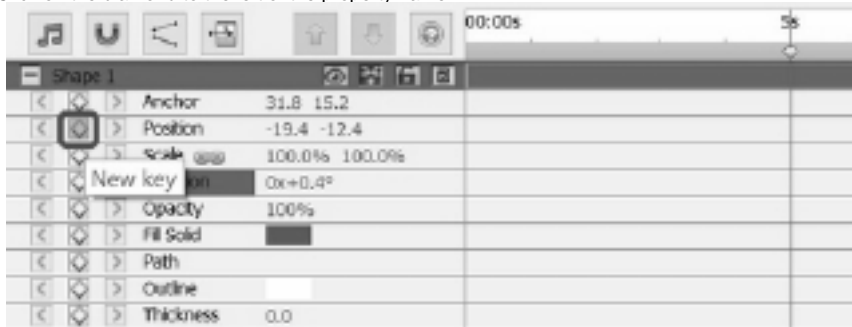 00:00s 5s
Shape 1
Anchor 31.8 15.2
Position -19.4 -12.4
Scale 100.0% 100.0%
New key on 0x+0.4°
Opacity 100%
Fill Solid
Path
Outline
Thickness 0.0